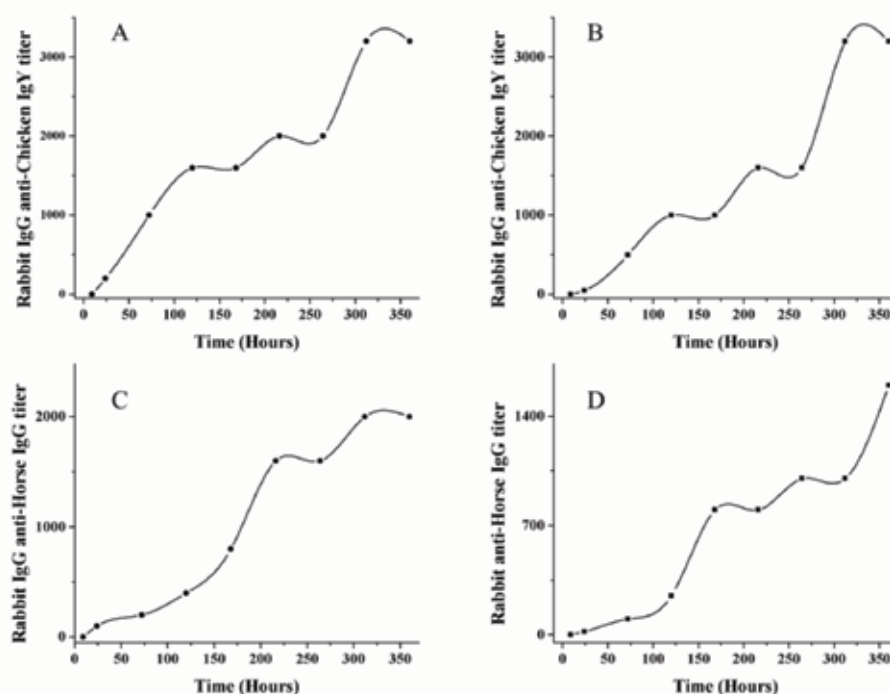 A
Rabbit IgG anti-Chicken IgY titer
3000
2000
1000
0
0 50 100 150 200 250 300 350
Time (Hours)
B
Rabbit IgG anti-Chicken IgY titer
3000
2000
1000
0
0 50 100 150 200 250 300 350
Time (Hours)
C
Rabbit IgG anti-Horse IgG titer
2000
1000
0
0 50 100 150 200 250 300 350
Time (Hours)
D
Rabbit anti-Horse IgG titer
1400
700
0
0 50 100 150 200 250 300 350
Time (Hours)